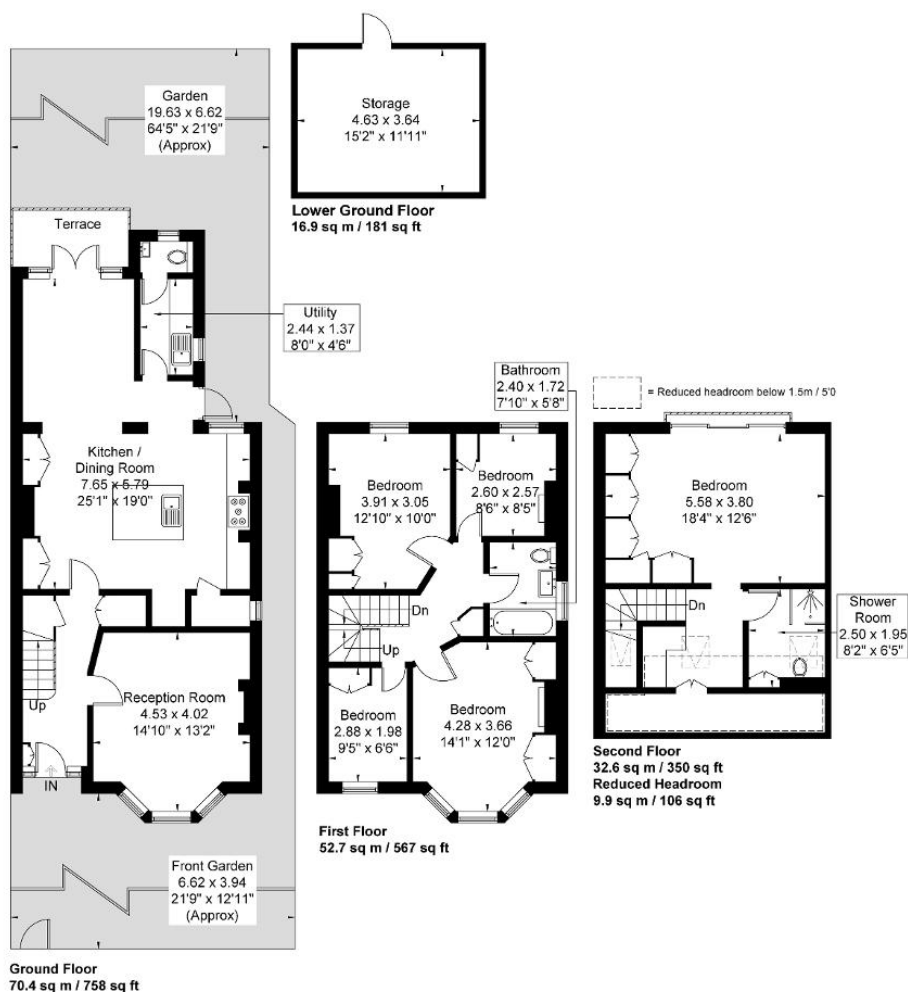 Garden
19.63 x 6.62
64'5" x 21'9"
(Approx)
Storage
4.63 x 3.64
15'2" x 11'11"
Lower Ground Floor
16.9 sq m / 181 sq ft
Terrace
Utility
2.44 x 1.37
8'0" x 4'6"
Kitchen /
Dining Room
7.65 x 5.79
25'1" x 19'0"
Up
Reception Room
4.53 x 4.02
14'10" x 13'2"
IN
Front Garden
6.62 x 3.94
21'9" x 12'11"
(Approx)
Ground Floor
70.4 sq m / 758 sq ft
Bathroom
2.40 x 1.72
7'10" x 5'8"
Bedroom
3.91 x 3.05
12'10" x 10'0"
Bedroom
2.60 x 2.57
8'6" x 8'5"
Dn
Up
Bedroom
2.88 x 1.98
9'5" x 6'6"
Bedroom
4.28 x 3.66
14'1" x 12'0"
First Floor
52.7 sq m / 567 sq ft
= Reduced headroom below 1.5m / 5'0
Bedroom
5.58 x 3.80
18'4" x 12'6"
Dn
Shower
Room
2.50 x 1.95
8'2" x 6'5"
Second Floor
32.6 sq m / 350 sq ft
Reduced Headroom
9.9 sq m / 106 sq ft